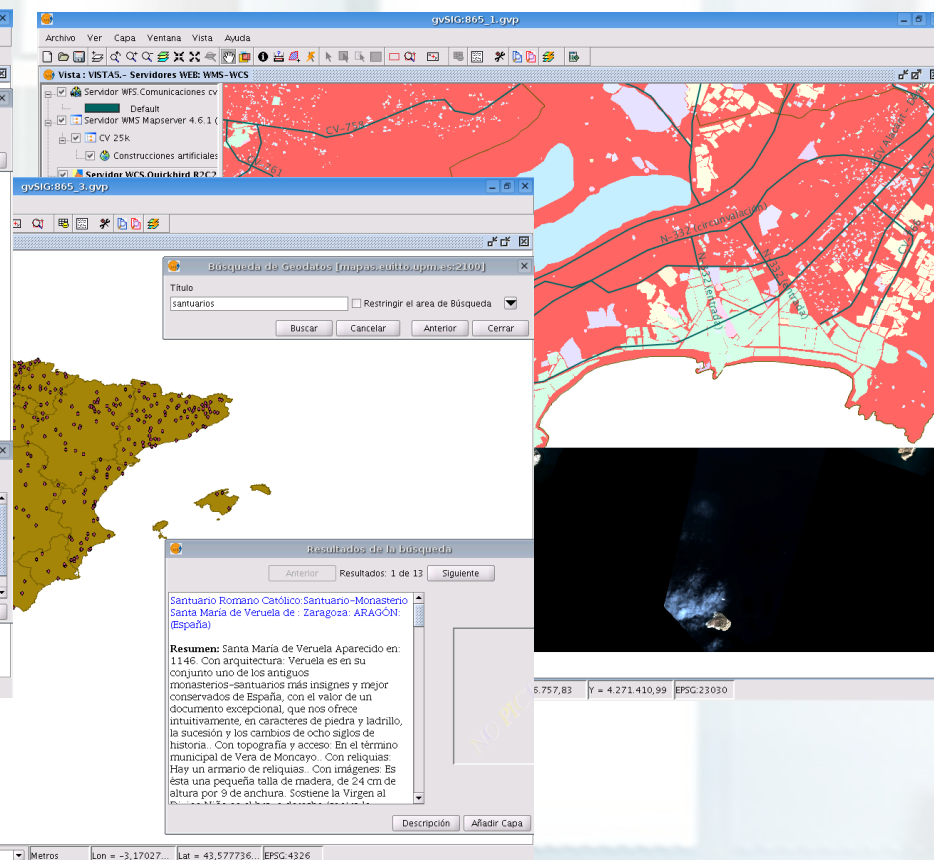 gvSIG:865_1.gvp
Archivo Ver Capa Ventana Vista Ayuda
Vista : VISTA5.- Servidores WEB: WMS-WCS
Servidor WFS.Comunicaciones cv
Default
Servidor WMS Mapserver 4.6.1 (
CV 25k
Construcciones artificiales
Servidor WCS.Quickbird R2C2
CV-759
N-332 (circunvalación)
N-332 (entrada)
N-332 (entrada)
gvSIG:865_3.gvp
Búsqueda de Geodatos [mapas.euitto.upm.es:2100]
Título
santuarios
Restringir el area de Búsqueda
Buscar Cancelar Anterior Cerrar
Resultados de la búsqueda
Anterior Resultados: 1 de 13 Siguiente
Santuario Romano Católico:Santuario-Monasterio
Santa María de Veruela de : Zaragoza: ARAGÓN:
(España)
Resumen: Santa María de Veruela Aparecido en:
1146. Con arquitectura: Veruela es en su
conjunto uno de los antiguos
monasterios-santuarios más insignes y mejor
conservados de España, con el valor de un
documento excepcional, que nos ofrece
intuitivamente, en caracteres de piedra y ladrillo,
la sucesión y los cambios de ocho siglos de
historia.. Con topografía y acceso: En el término
municipal de Vera de Moncayo.. Con reliquias:
Hay un armario de reliquias.. Con imágenes: Es
ésta una pequeña talla de madera, de 24 cm de
altura por 9 de anchura. Sostiene la Virgen al
Descripción Añadir Capa
5.757,83 Y = 4.271.410,99 EPSG:23030
Metros Lon = -3,17027... Lat = 43,577736... EPSG:4326